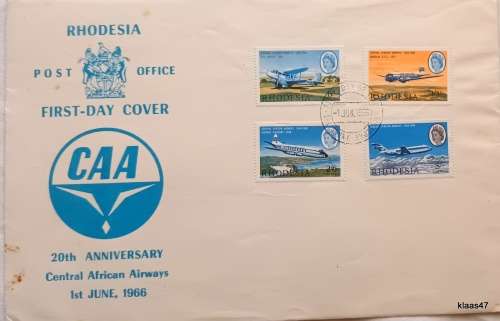 RHODESIA
POST OFFICE
FIRST-DAY COVER
CAA
20th ANNIVERSARY
Central African Airways
1st JUNE, 1966
RHODESIA
RHODESIA
RHODESIA
RHODESIA
klaas47